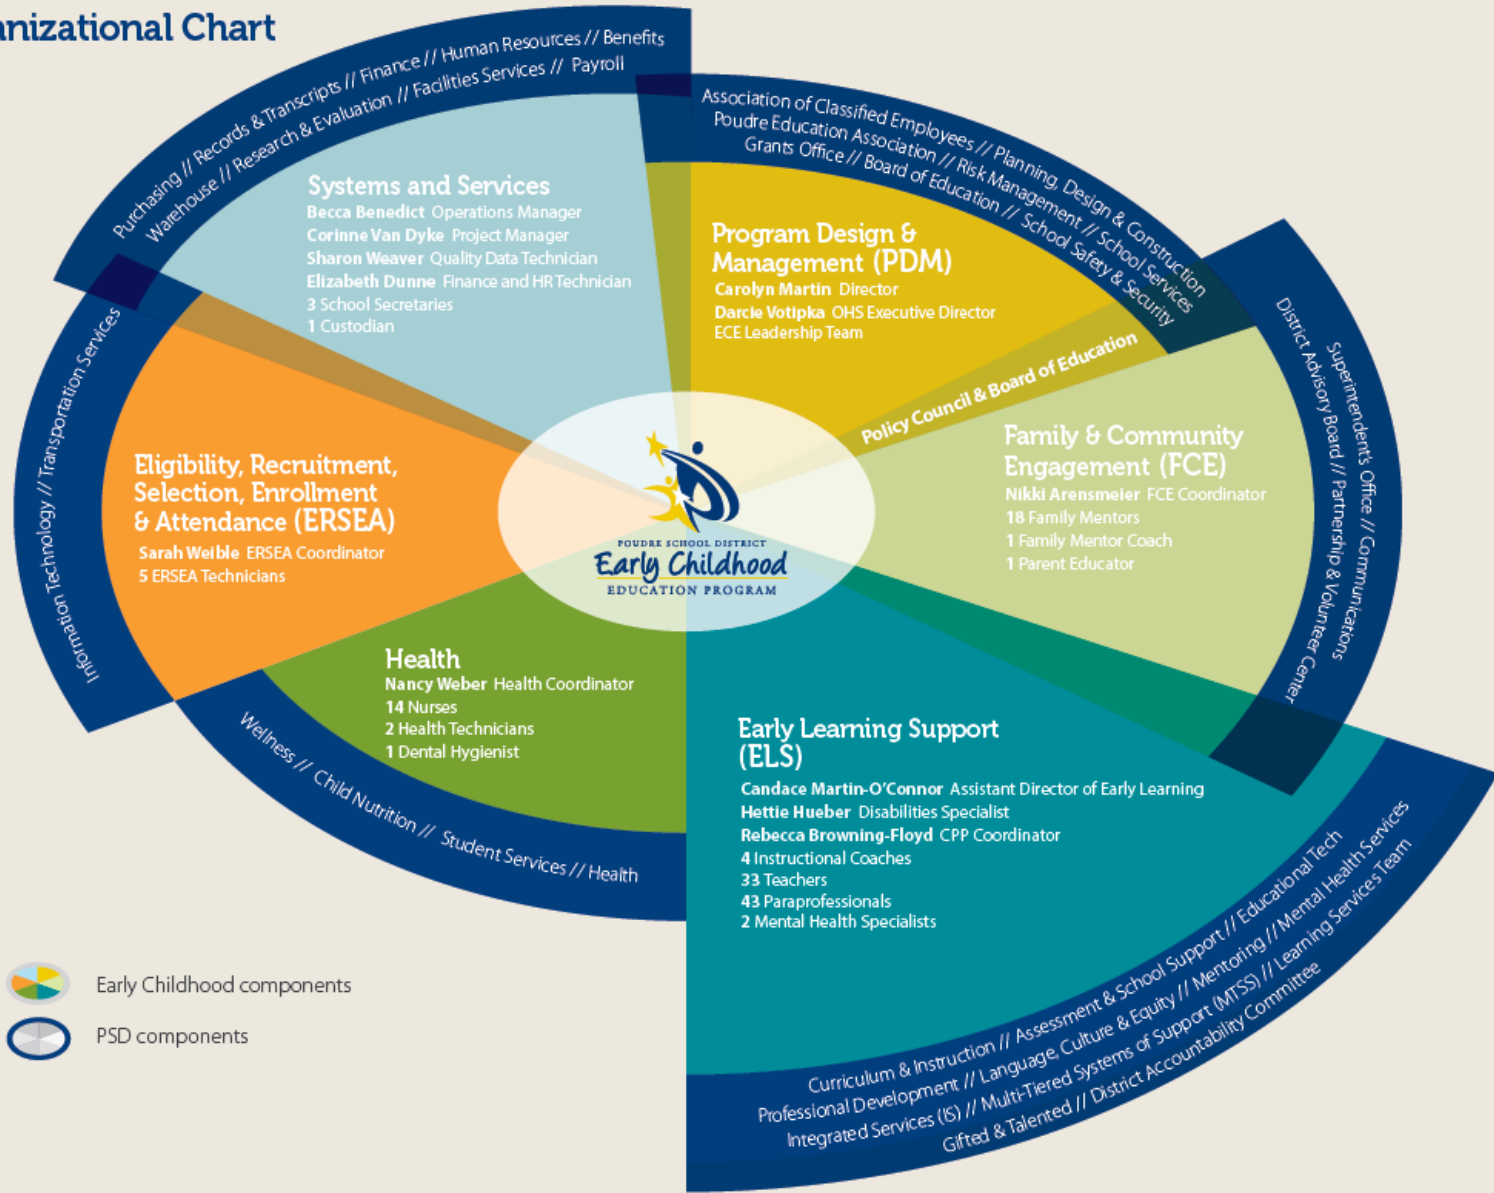 anizational Chart
Purchasing // Records & Transcripts // Finance // Human Resources // Benefits
Warehouse // Research & Evaluation // Facilities Services // Payroll
Systems and Services
Becca Benedict Operations Manager
Corinne Van Dyke Project Manager
Sharon Weaver Quality Data Technician
Elizabeth Dunne Finance and HR Technician
3 School Secretaries
1 Custodian
Association of Classified Employees // Planning, Design & Construction
Poudre Education Association // Risk Management // School Services
Grants Office // Board of Education // School Safety & Security
Program Design &
Management (PDM)
Carolyn Martin Director
Darcie Votipka OHS Executive Director
ECE Leadership Team
Policy Council & Board of Education
Superintendent's Office // Communications
District Advisory Board // Partnership & Volunteer Center
Family & Community
Engagement (FCE)
Nikki Arensmeier FCE Coordinator
18 Family Mentors
1 Family Mentor Coach
1 Parent Educator
Information Technology // Transportation Services
Eligibility, Recruitment,
Selection, Enrollment
& Attendance (ERSEA)
Sarah Weible ERSEA Coordinator
5 ERSEA Technicians
POUDRE SCHOOL DISTRICT
Early Childhood
EDUCATION PROGRAM
Health
Nancy Weber Health Coordinator
14 Nurses
2 Health Technicians
1 Dental Hygienist
Wellness // Child Nutrition // Student Services // Health
Early Learning Support
(ELS)
Candace Martin-O'Connor Assistant Director of Early Learning
Hettie Hueber Disabilities Specialist
Rebecca Browning-Floyd CPP Coordinator
4 Instructional Coaches
33 Teachers
43 Paraprofessionals
2 Mental Health Specialists
Curriculum & Instruction // Assessment & School Support // Educational Tech
Professional Development // Language, Culture & Equity // Mentoring // Mental Health Services
Integrated Services (IS) // Multi-Tiered Systems of Support (MTSS) // Learning Services Team
Gifted & Talented // District Accountability Committee
Early Childhood components
PSD components